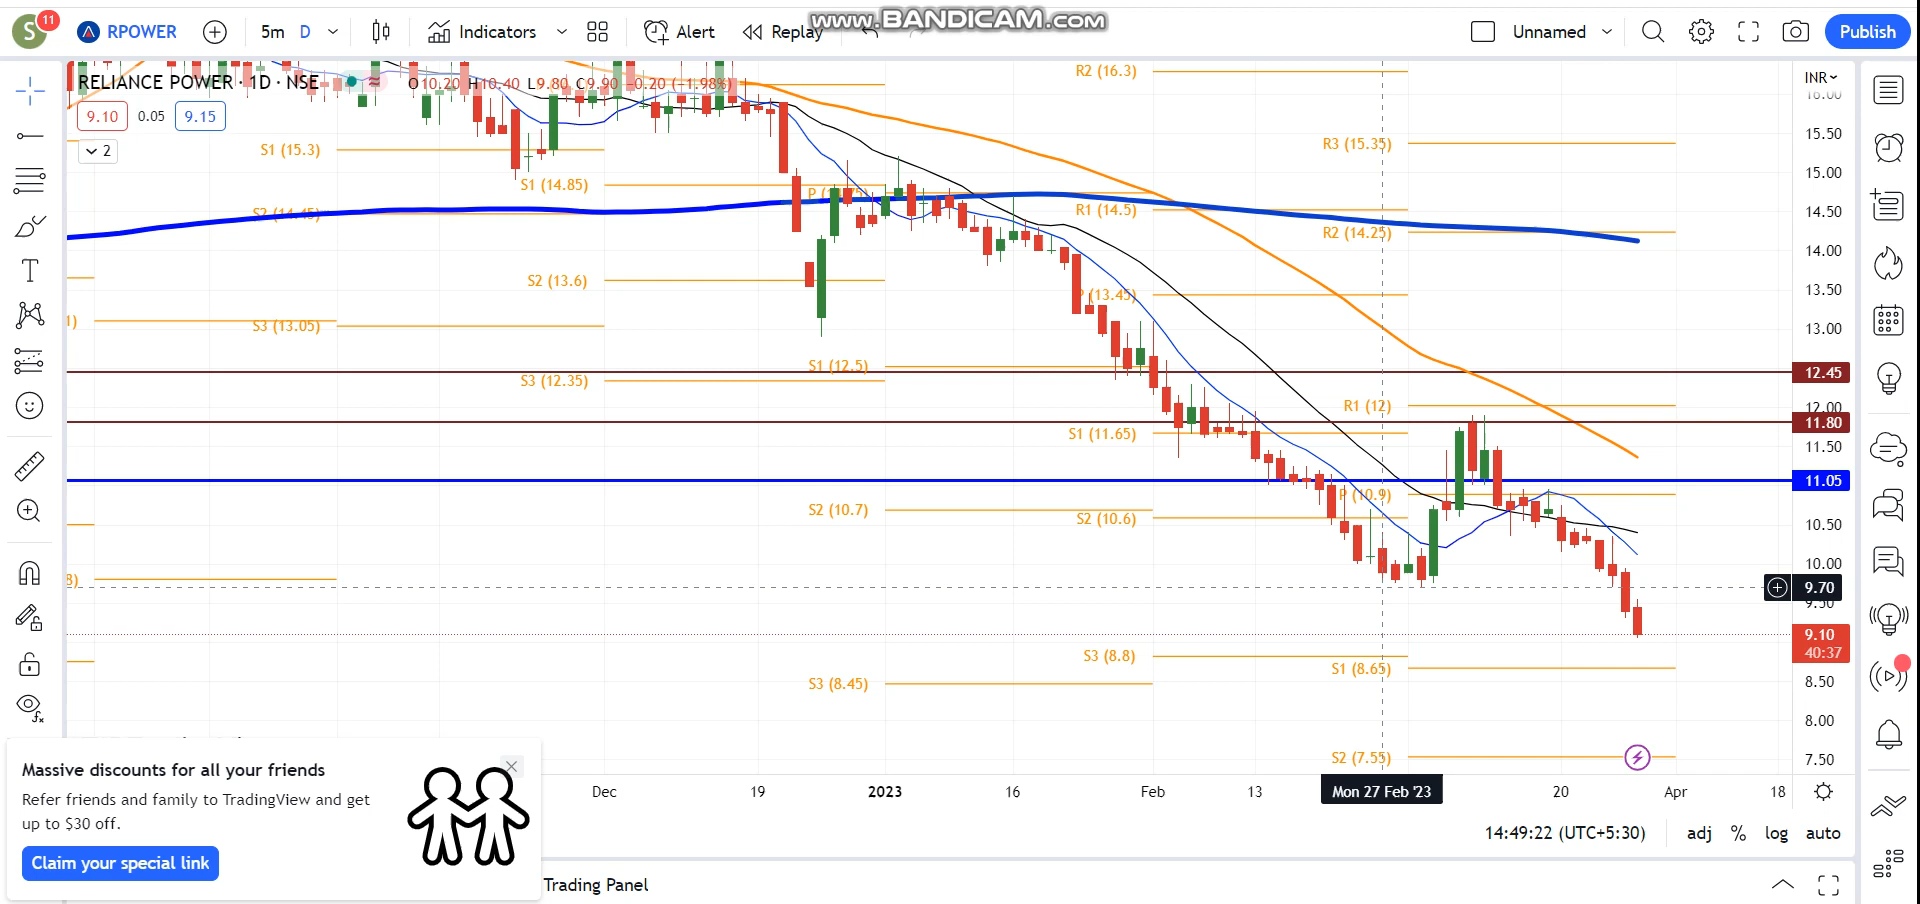 www.BANDICAM.com
S
11
RPOWER
5m D
Indicators
Alert
Replay
Unnamed
Publish
RELIANCE POWER · 1D · NSE
O10.20 H10.40 L9.80 C9.90 −0.20 (−1.98%)
9.10 0.05 9.15
2
INR
16.00
15.50
15.00
14.50
14.00
13.50
13.00
12.45
12.00
11.80
11.50
11.05
10.50
10.00
9.70
9.50
9.10
40:37
8.50
8.00
7.50
R2 (16.3)
S1 (15.3)
R3 (15.35)
S1 (14.85)
S2 (14.45)
R1 (14.5)
R2 (14.25)
S2 (13.6)
P (13.45)
S3 (13.05)
S1 (12.5)
S3 (12.35)
R1 (12)
S1 (11.65)
P (10.9)
S2 (10.7)
S2 (10.6)
S3 (8.8)
S1 (8.65)
S3 (8.45)
S2 (7.55)
Dec 19 2023 16 Feb 13 Mon 27 Feb '23 20 Apr 18
14:49:22 (UTC+5:30) adj % log auto
Massive discounts for all your friends
Refer friends and family to TradingView and get
up to $30 off.
Claim your special link
Trading Panel